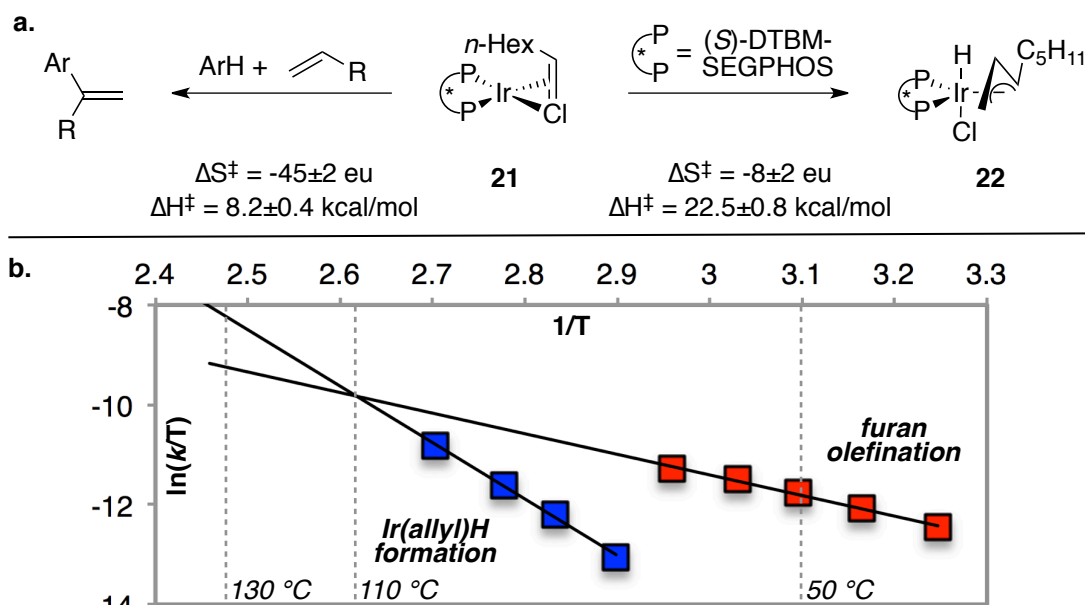 a.
Ar
R
ArH +
R
n-Hex
P
P
*
Ir
Cl
P
P
*
= (S)-DTBM-
SEGPHOS
H
C5H11
P
P
*
Ir
Cl
ΔS‡ = -45±2 eu
ΔH‡ = 8.2±0.4 kcal/mol
21
ΔS‡ = -8±2 eu
ΔH‡ = 22.5±0.8 kcal/mol
22
b.
2.4 2.5 2.6 2.7 2.8 2.9 3 3.1 3.2 3.3
1/T
-8
-10
-12
-14
ln(k/T)
furan
olefination
Ir(allyl)H
formation
130 °C
110 °C
50 °C